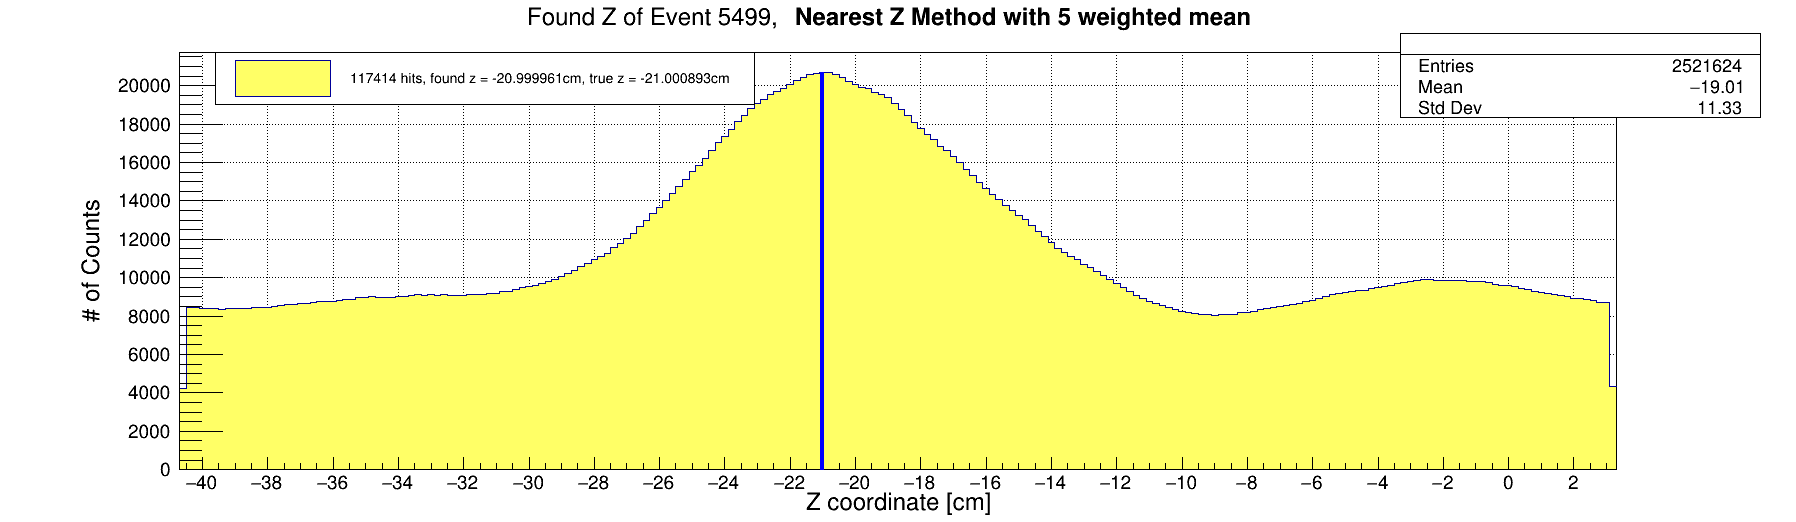 Found Z of Event 5499, Nearest Z Method with 5 weighted mean
117414 hits, found z = -20.999961cm, true z = -21.000893cm
Entries 2521624
Mean −19.01
Std Dev 11.33
# of Counts
20000
18000
16000
14000
12000
10000
8000
6000
4000
2000
0
−40 −38 −36 −34 −32 −30 −28 −26 −24 −22 −20 −18 −16 −14 −12 −10 −8 −6 −4 −2 0 2
Z coordinate [cm]